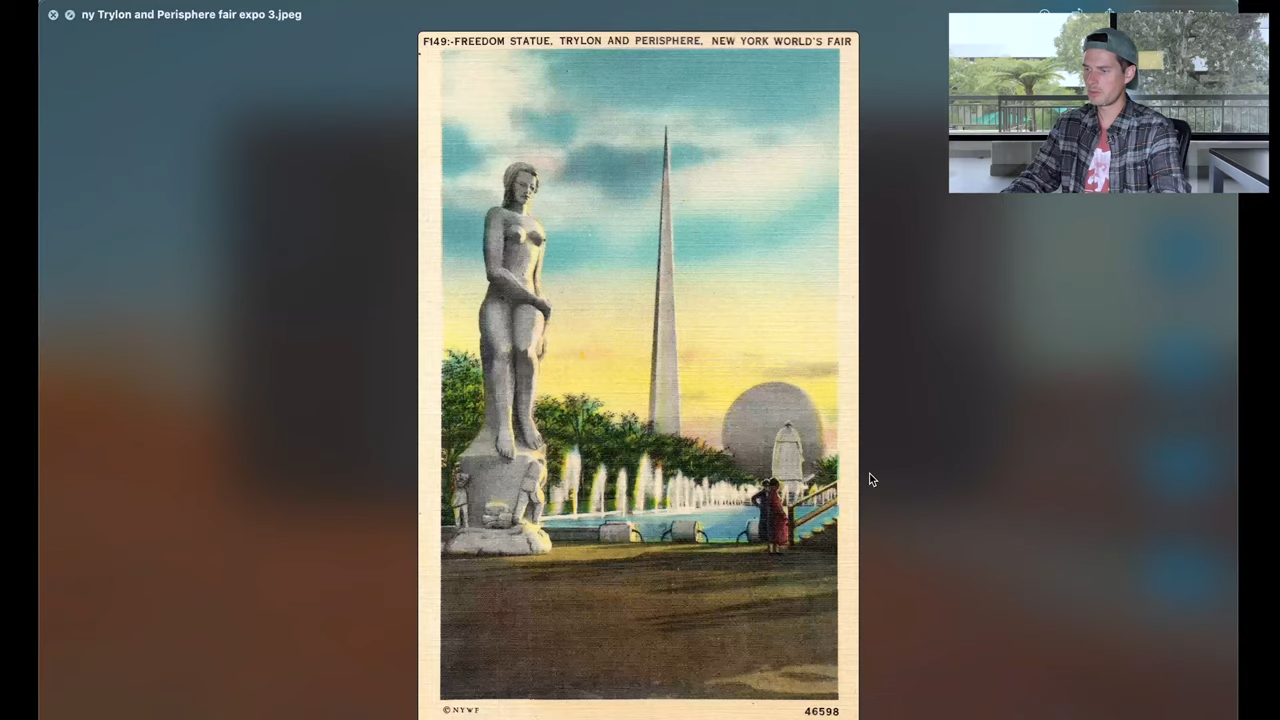 ny Trylon and Perisphere fair expo 3.jpeg
F149:-FREEDOM STATUE, TRYLON AND PERISPHERE, NEW YORK WORLD'S FAIR
© NYWF
46598